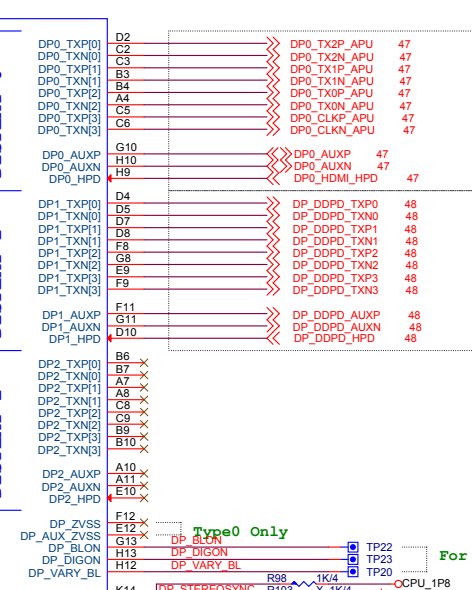 DP0_TXP[0] D2 DP0_TX2P_APU 47
DP0_TXN[0] C2 DP0_TX2N_APU 47
DP0_TXP[1] C3 DP0_TX1P_APU 47
DP0_TXN[1] B3 DP0_TX1N_APU 47
DP0_TXP[2] B4 DP0_TX0P_APU 47
DP0_TXN[2] A4 DP0_TX0N_APU 47
DP0_TXP[3] C5 DP0_CLKP_APU 47
DP0_TXN[3] C6 DP0_CLKN_APU 47
DP0_AUXP G10 DP0_AUXP 47
DP0_AUXN H10 DP0_AUXN 47
DP0_HPD H9 DP0_HDMI_HPD 47
DP1_TXP[0] D4 DP_DDPD_TXP0 48
DP1_TXN[0] D5 DP_DDPD_TXN0 48
DP1_TXP[1] D7 DP_DDPD_TXP1 48
DP1_TXN[1] D8 DP_DDPD_TXN1 48
DP1_TXP[2] F8 DP_DDPD_TXP2 48
DP1_TXN[2] G8 DP_DDPD_TXN2 48
DP1_TXP[3] E9 DP_DDPD_TXP3 48
DP1_TXN[3] F9 DP_DDPD_TXN3 48
DP1_AUXP F11 DP_DDPD_AUXP 48
DP1_AUXN G11 DP_DDPD_AUXN 48
DP1_HPD D10 DP_DDPD_HPD 48
DP2_TXP[0] B6
DP2_TXN[0] B7
DP2_TXP[1] A7
DP2_TXN[1] A8
DP2_TXP[2] C8
DP2_TXN[2] C9
DP2_TXP[3] B9
DP2_TXN[3] B10
DP2_AUXP A10
DP2_AUXN A11
DP2_HPD E10
DP_ZVSS F12
DP_AUX_ZVSS E12 Type0 Only
DP_BLON G13 DP_BLON TP22
DP_DIGON H13 DP_DIGON TP23 For
DP_VARY_BL H12 DP_VARY_BL TP20
R98 1K/4 CPU_1P8
K14 DP_STEREOSYNC R103 X_1K/4